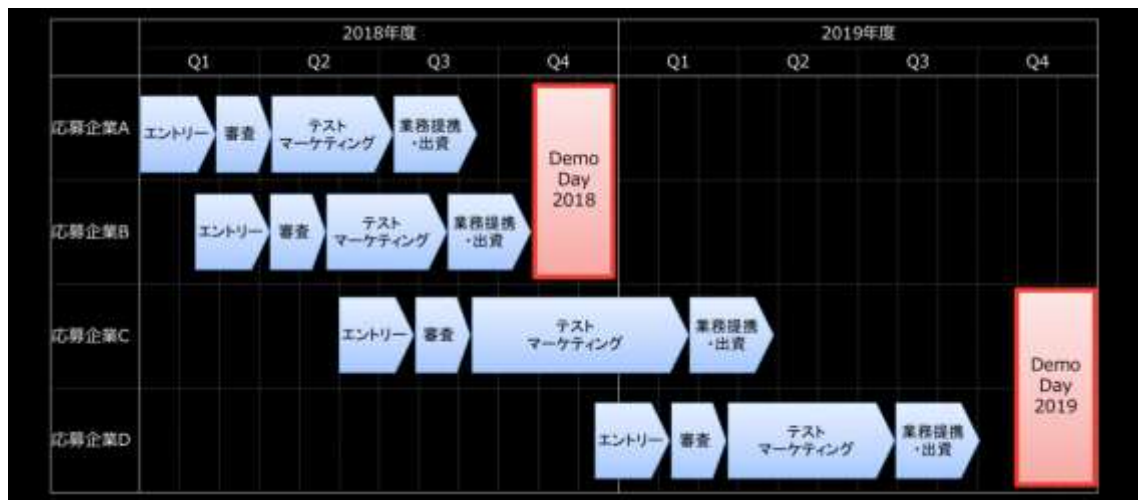 2018年度 2019年度
Q1 Q2 Q3 Q4 Q1 Q2 Q3 Q4
応募企業A
エントリー
審査
テスト
マーケティング
業務提携
・出資
Demo
Day
2018
応募企業B
エントリー
審査
テスト
マーケティング
業務提携
・出資
応募企業C
エントリー
審査
テスト
マーケティング
業務提携
・出資
Demo
Day
2019
応募企業D
エントリー
審査
テスト
マーケティング
業務提携
・出資